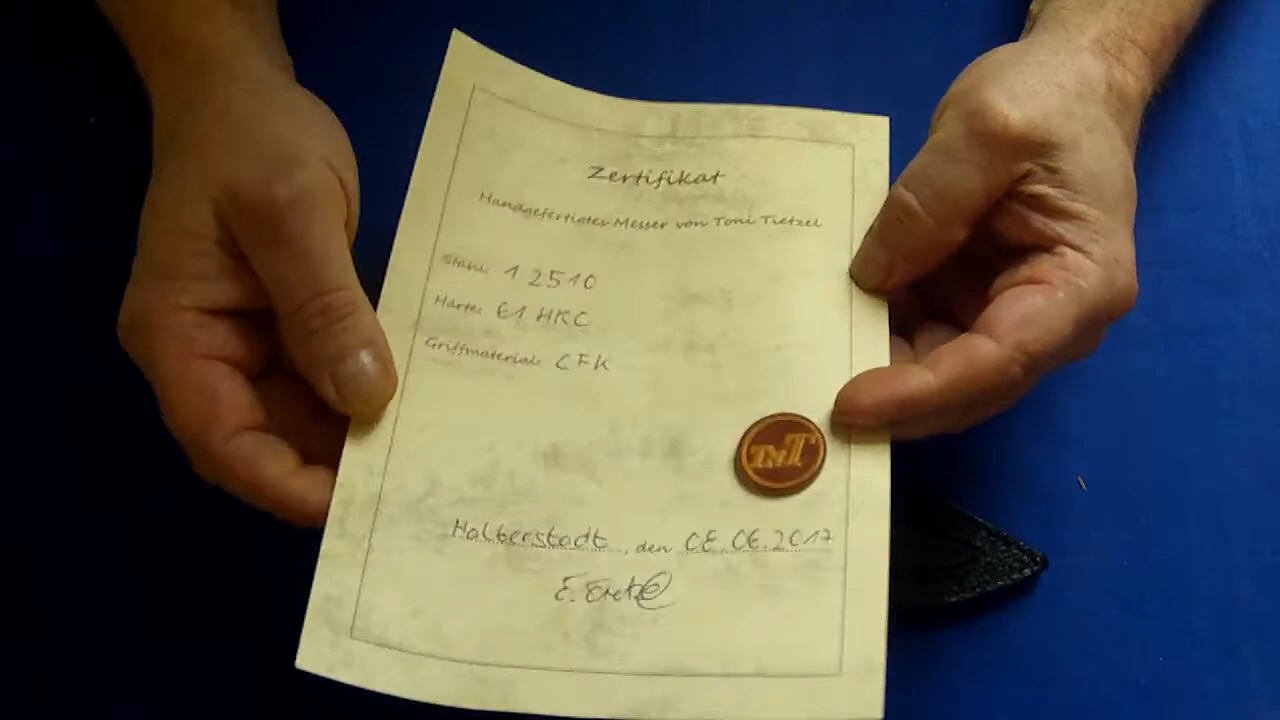 Zertifikat
Handgefertigtes Messer von Toni Tietzel
Stahl: 1 2510
Härte: 61 HRC
Griffmaterial: CFK
TNT
Halberstadt, den 06.06.2017